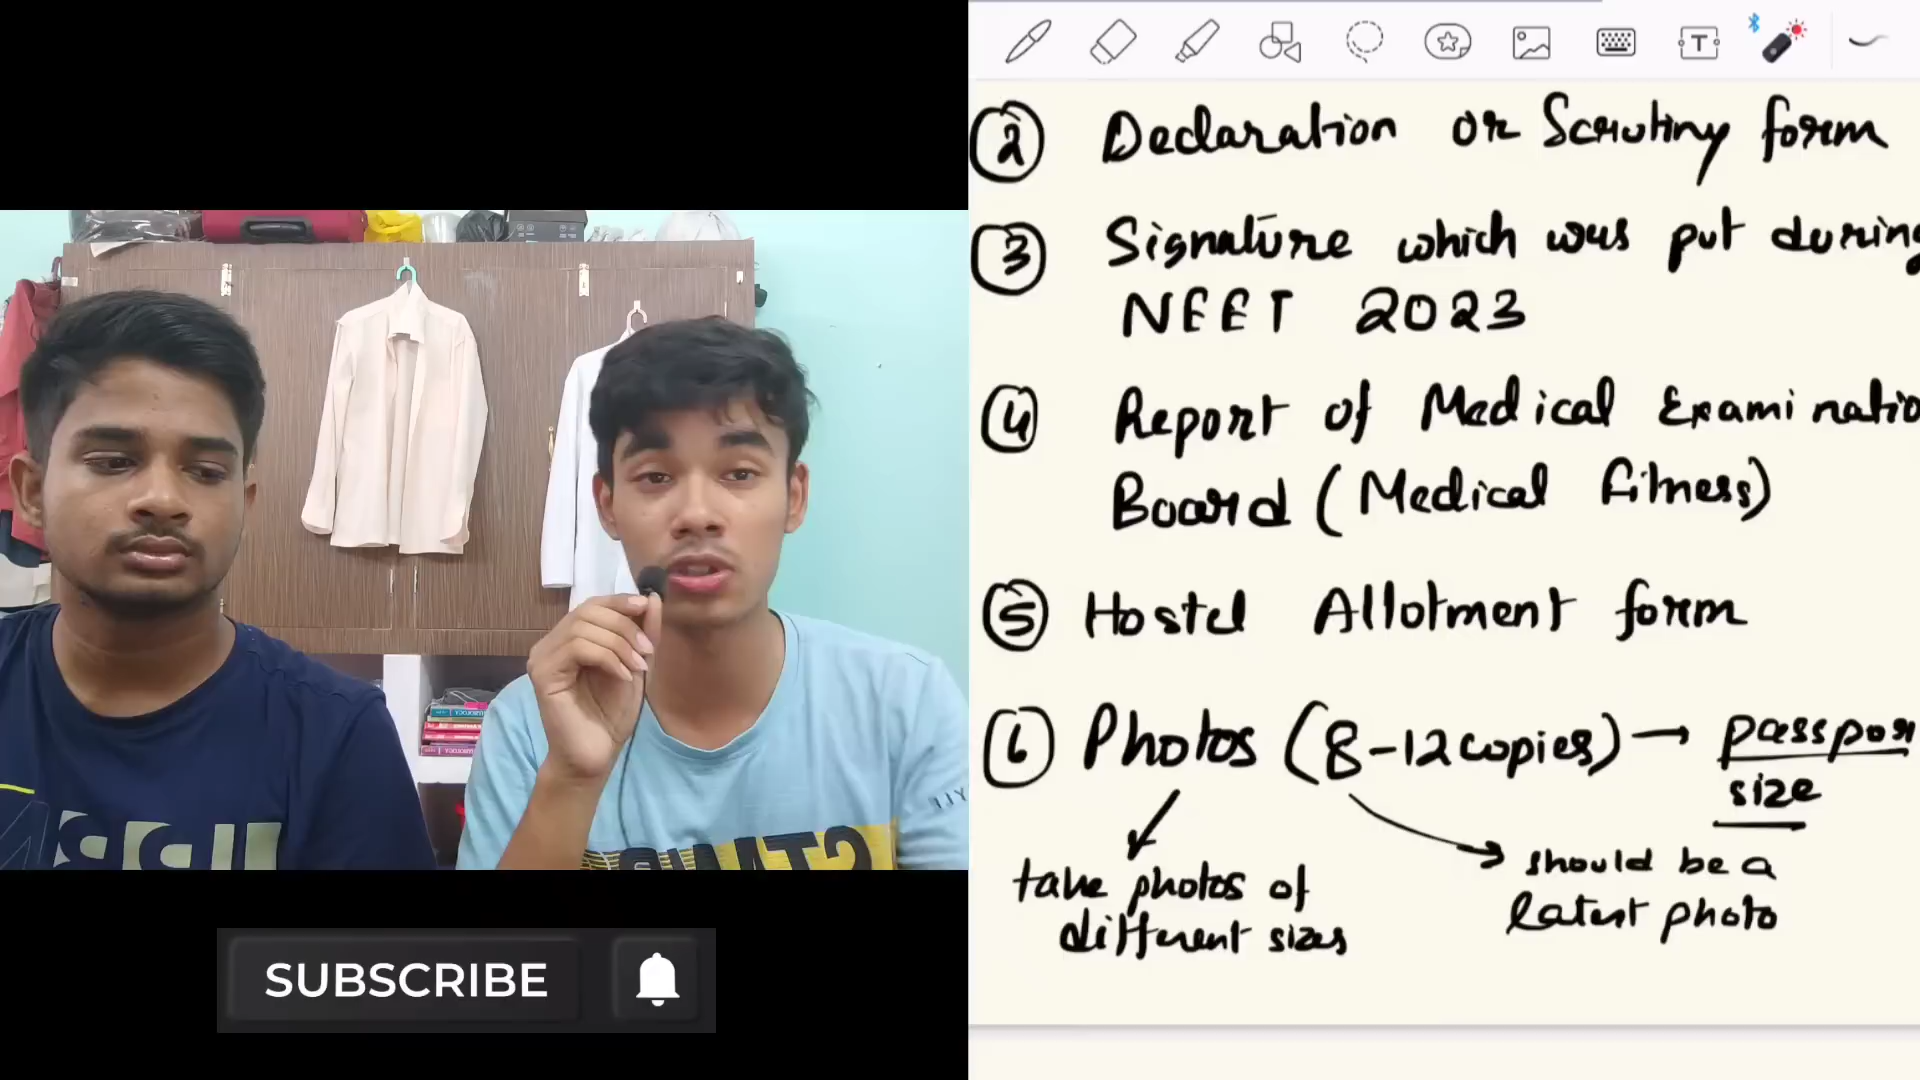 ② Declaration or Scrutiny form
③ Signature which was put during
NEET 2023
④ Report of Medical Examinatio
Board (Medical fitness)
⑤ Hostel Allotment form
⑥ Photos (8-12 copies) → passpor
size
take photos of
different sizes
should be a
latest photo
SUBSCRIBE
T